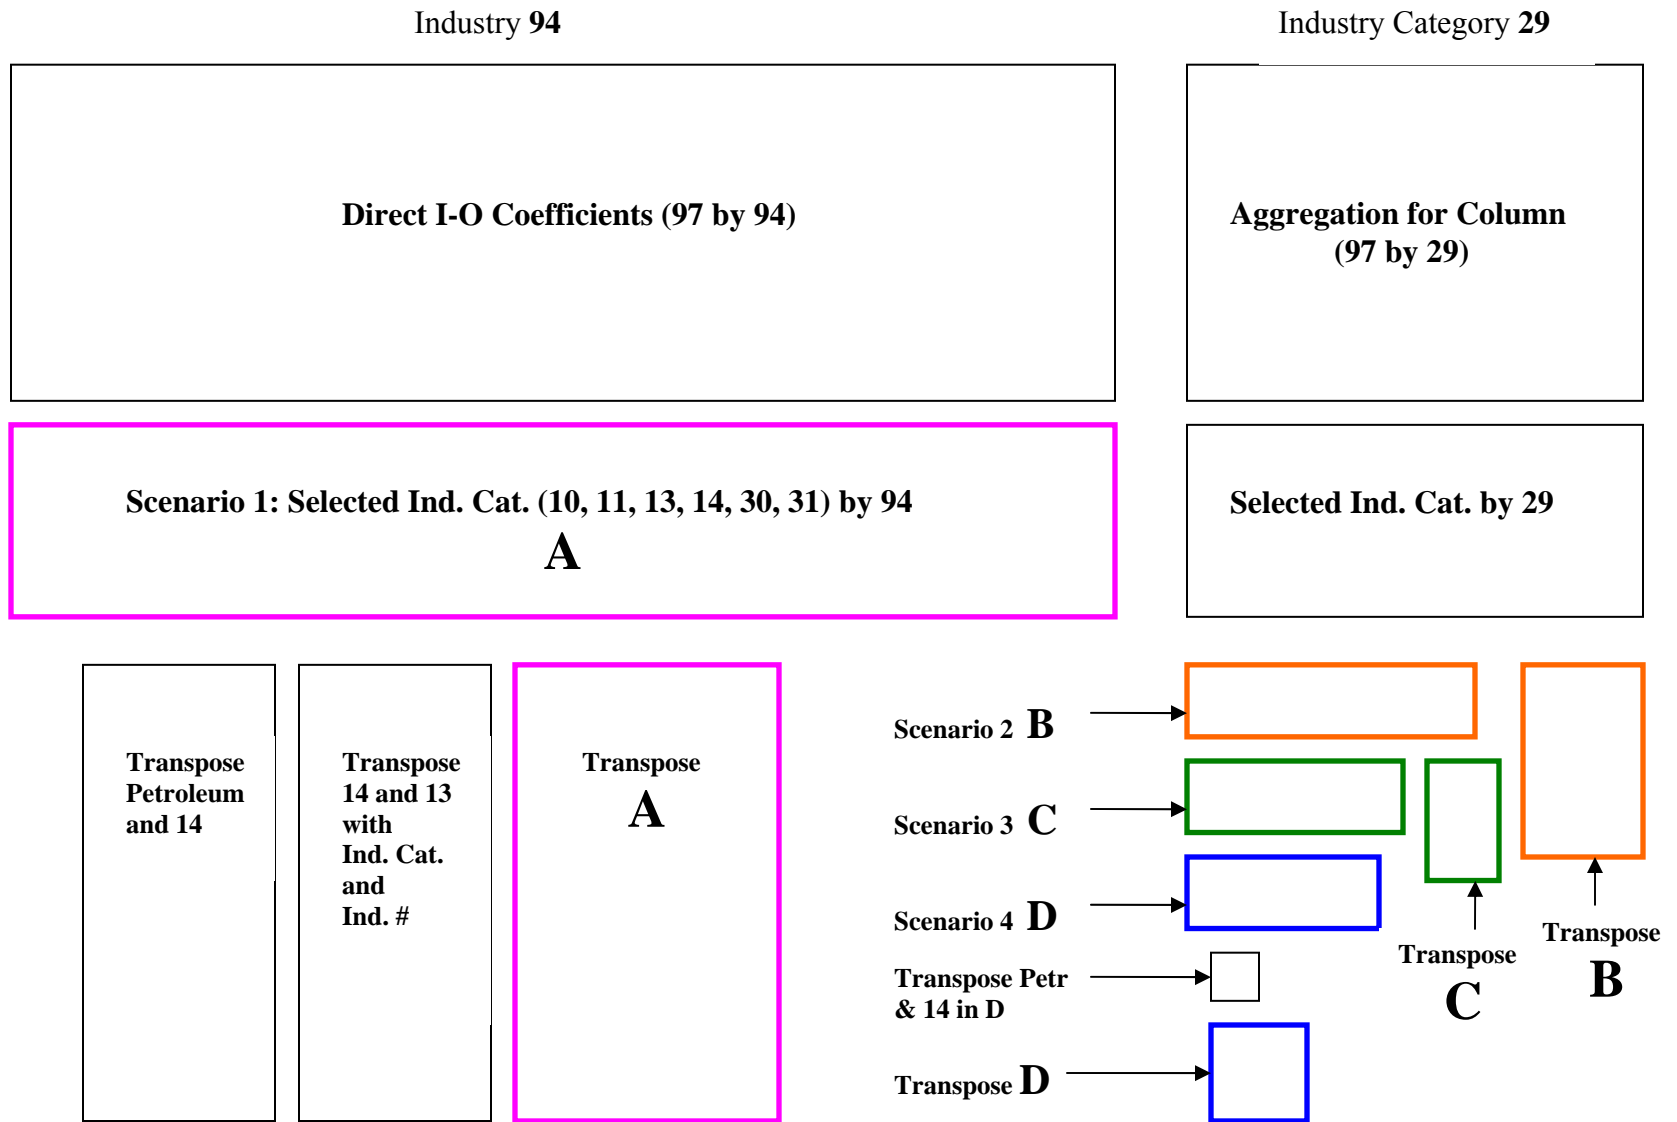 Industry 94
Industry Category 29
Direct I-O Coefficients (97 by 94)
Aggregation for Column
(97 by 29)
Scenario 1: Selected Ind. Cat. (10, 11, 13, 14, 30, 31) by 94
A
Selected Ind. Cat. by 29
Transpose
Petroleum
and 14
Transpose
14 and 13
with
Ind. Cat.
and
Ind. #
Transpose
A
Scenario 2 B
Scenario 3 C
Scenario 4 D
Transpose Petr
& 14 in D
Transpose D
Transpose
C
Transpose
B